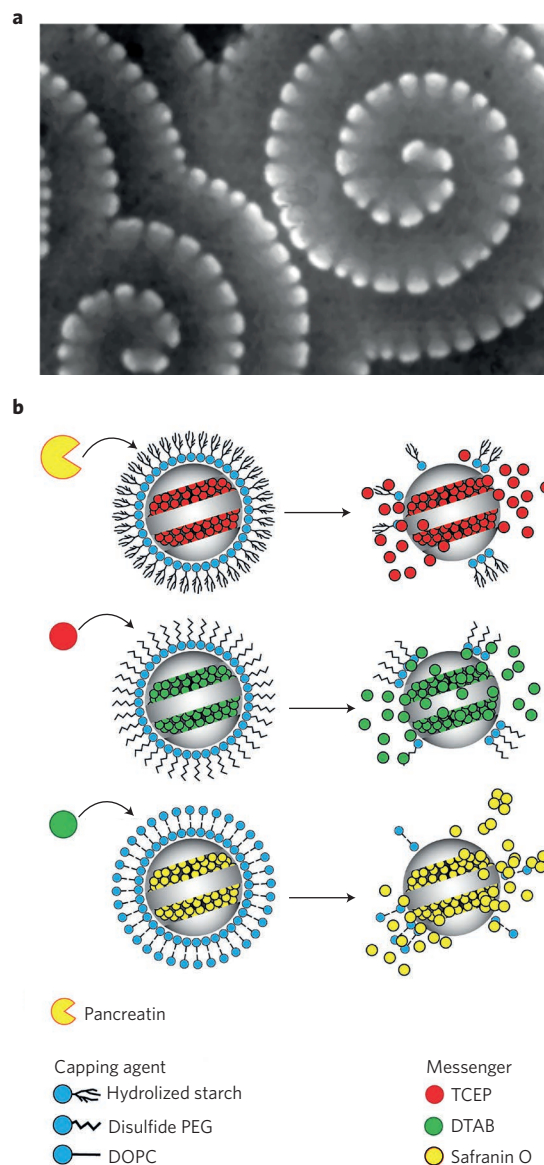 a
b
Pancreatin
Capping agent
Hydrolized starch
Disulfide PEG
DOPC
Messenger
TCEP
DTAB
Safranin O